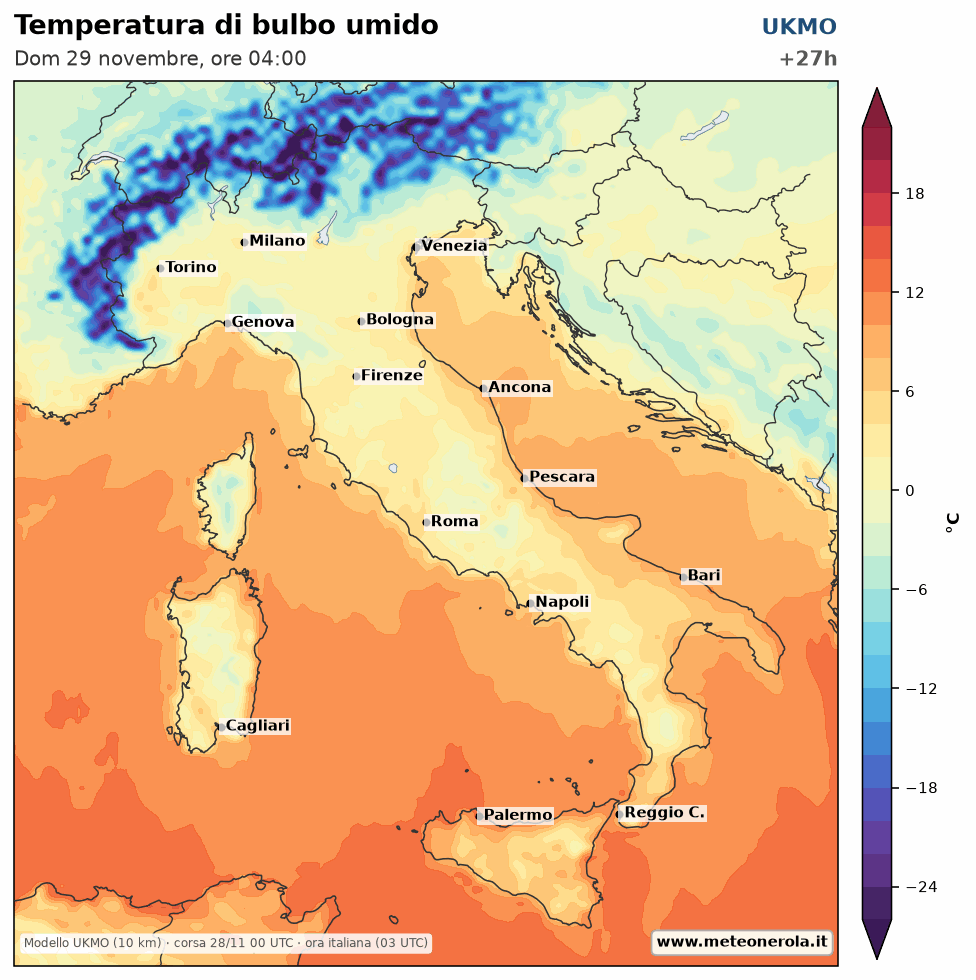 Temperatura di bulbo umido
UKMO
Dom 29 novembre, ore 04:00
+27h
Milano
Venezia
Torino
Genova
Bologna
Firenze
Ancona
Pescara
Roma
Bari
Napoli
Cagliari
Palermo
Reggio C.
18
12
6
0
−6
−12
−18
−24
°C
Modello UKMO (10 km) · corsa 28/11 00 UTC · ora italiana (03 UTC)
www.meteonerola.it